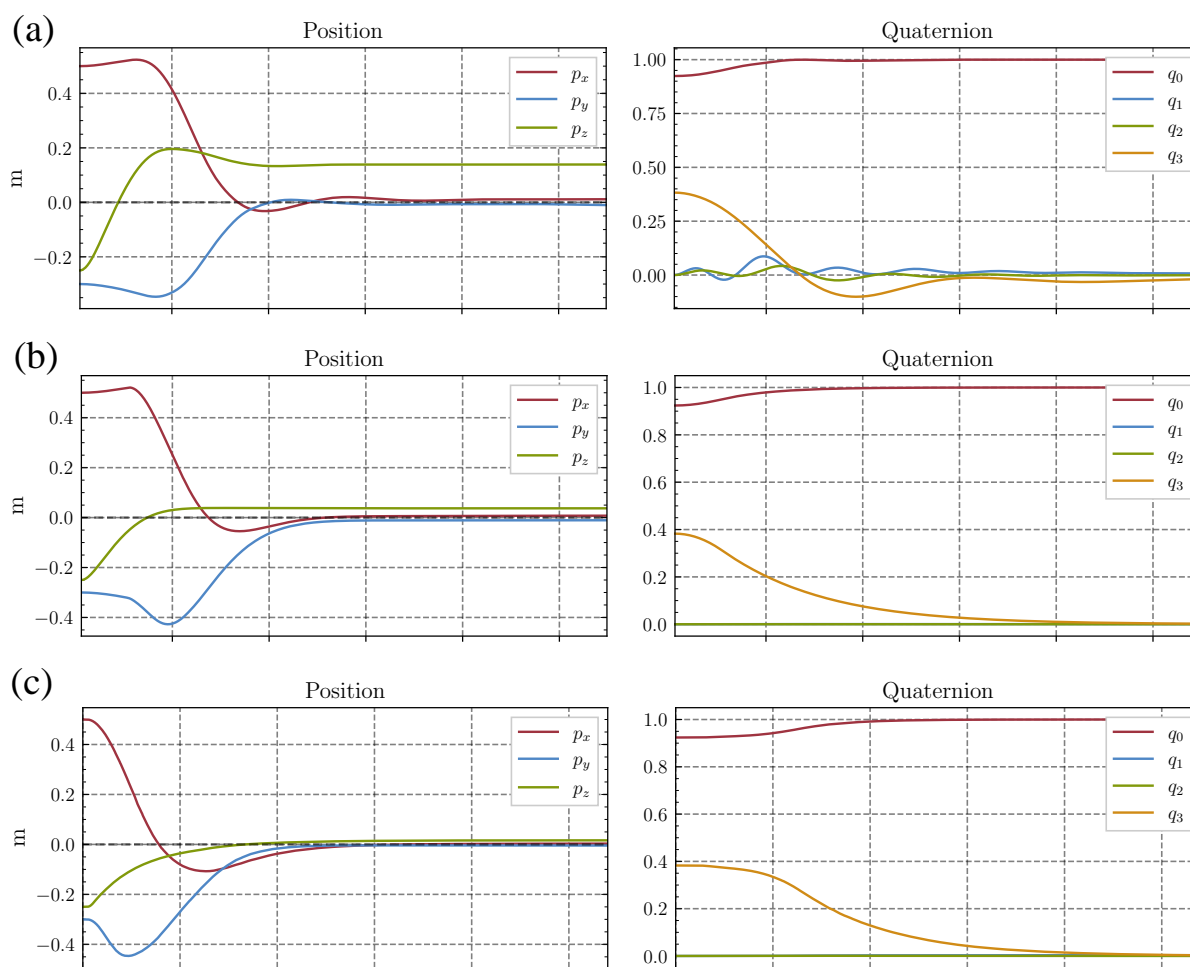 (a)
Position
m
0.4
0.2
0.0
−0.2
p_x
p_y
p_z
Quaternion
1.00
0.75
0.50
0.25
0.00
q_0
q_1
q_2
q_3
(b)
Position
m
0.4
0.2
0.0
−0.2
−0.4
p_x
p_y
p_z
Quaternion
1.0
0.8
0.6
0.4
0.2
0.0
q_0
q_1
q_2
q_3
(c)
Position
m
0.4
0.2
0.0
−0.2
−0.4
p_x
p_y
p_z
Quaternion
1.0
0.8
0.6
0.4
0.2
0.0
q_0
q_1
q_2
q_3